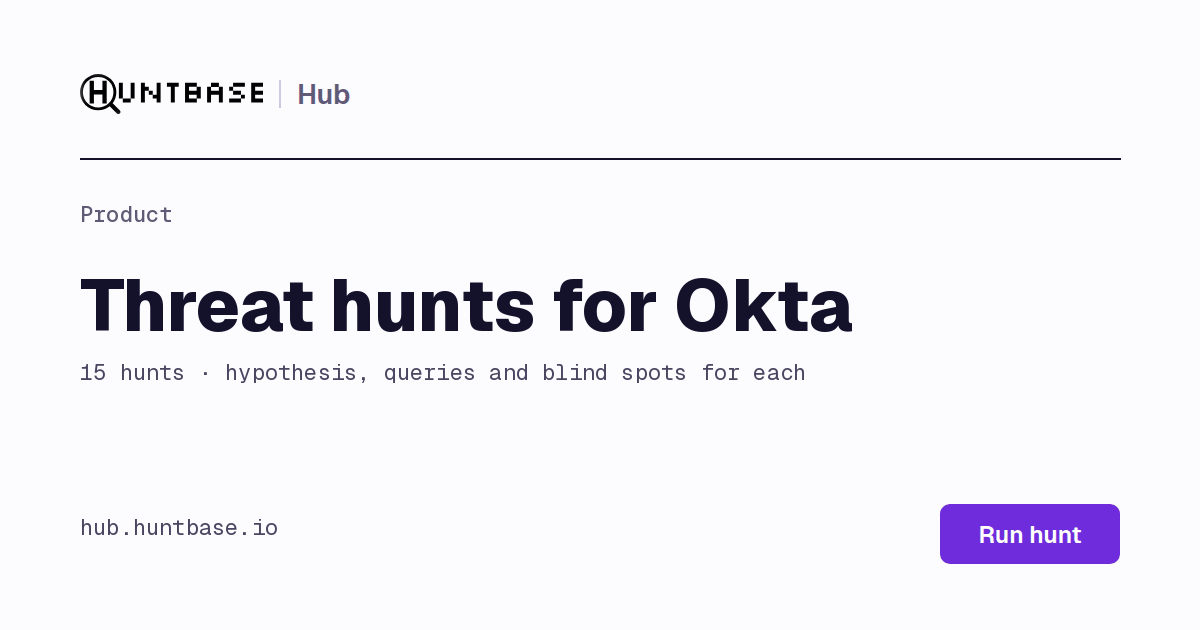 HUNTBASE | Hub
Product
Threat hunts for Okta
15 hunts · hypothesis, queries and blind spots for each
hub.huntbase.io
Run hunt